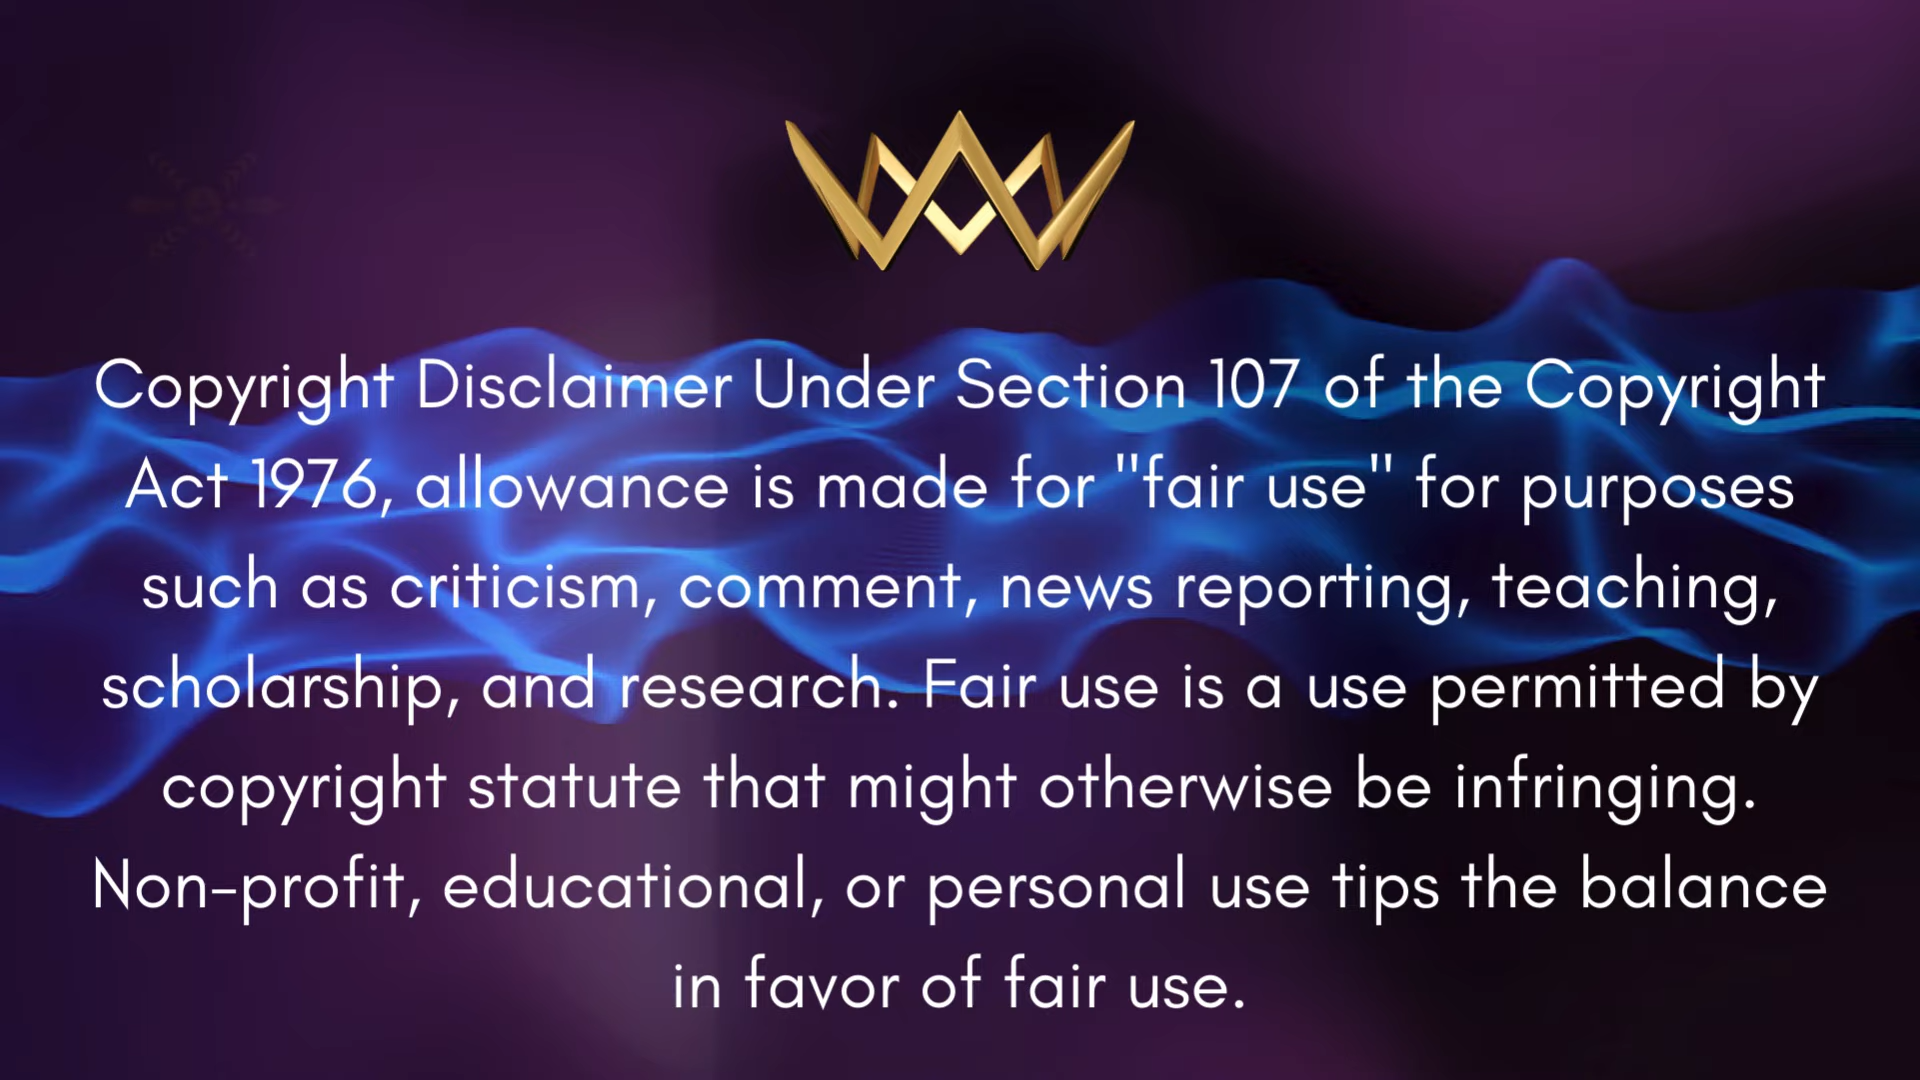 Copyright Disclaimer Under Section 107 of the Copyright
Act 1976, allowance is made for "fair use" for purposes
such as criticism, comment, news reporting, teaching,
scholarship, and research. Fair use is a use permitted by
copyright statute that might otherwise be infringing.
Non-profit, educational, or personal use tips the balance
in favor of fair use.